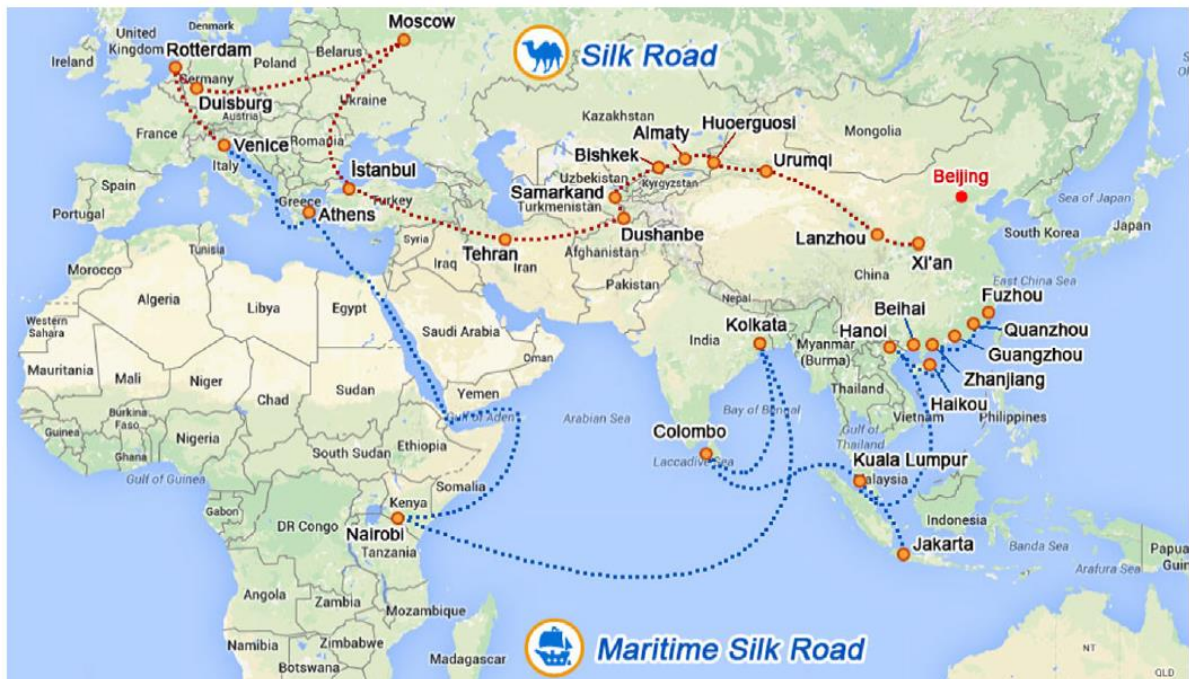 United
Kingdom
Denmark
Moscow
Ireland
Rotterdam
Belarus
Silk Road
Poland
Germany
Duisburg
Ukraine
Austria
France
Kazakhstan
Mongolia
Almaty
Huoerguosi
Venice
Romania
Italy
Bishkek
Urumqi
Uzbekistan
Kyrgyzstan
Beijing
İstanbul
Spain
Samarkand
Portugal
Greece
Turkey
Turkmenistan
Sea of Japan
Athens
Dushanbe
South Korea
Japan
Tunisia
Syria
Tehran
Afghanistan
Lanzhou
Xi'an
Morocco
Iraq
Iran
China
Pakistan
East China Sea
Algeria
Libya
Egypt
Nepal
Fuzhou
Western
Sahara
Saudi Arabia
Kolkata
Beihai
Hanoi
Quanzhou
Oman
India
Myanmar
(Burma)
Guangzhou
Mauritania
Mali
Niger
Sudan
Zhanjiang
Chad
Yemen
Thailand
Haikou
Burkina
Faso
Gulf of Aden
Arabian Sea
Bay of Bengal
Vietnam
Philippines
Guinea
Nigeria
Ethiopia
Colombo
Gulf of
Thailand
Ghana
South Sudan
Laccadive Sea
Kuala Lumpur
Gulf of Guinea
Somalia
Malaysia
Kenya
Gabon
DR Congo
Nairobi
Indonesia
Tanzania
Jakarta
Banda Sea
Papua
Arafura Sea
Angola
Zambia
Mozambique
Namibia
Zimbabwe
Maritime Silk Road
Madagascar
Botswana
NT
QLD